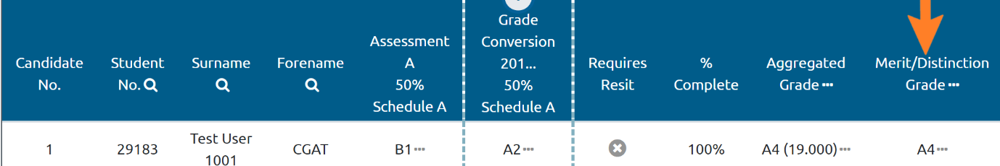 Candidate No.
Student No.
Surname
Forename
Assessment A 50% Schedule A
Grade Conversion 201... 50% Schedule A
Requires Resit
% Complete
Aggregated Grade
Merit/Distinction Grade
1
29183
Test User 1001
CGAT
B1
A2
100%
A4 (19.000)
A4